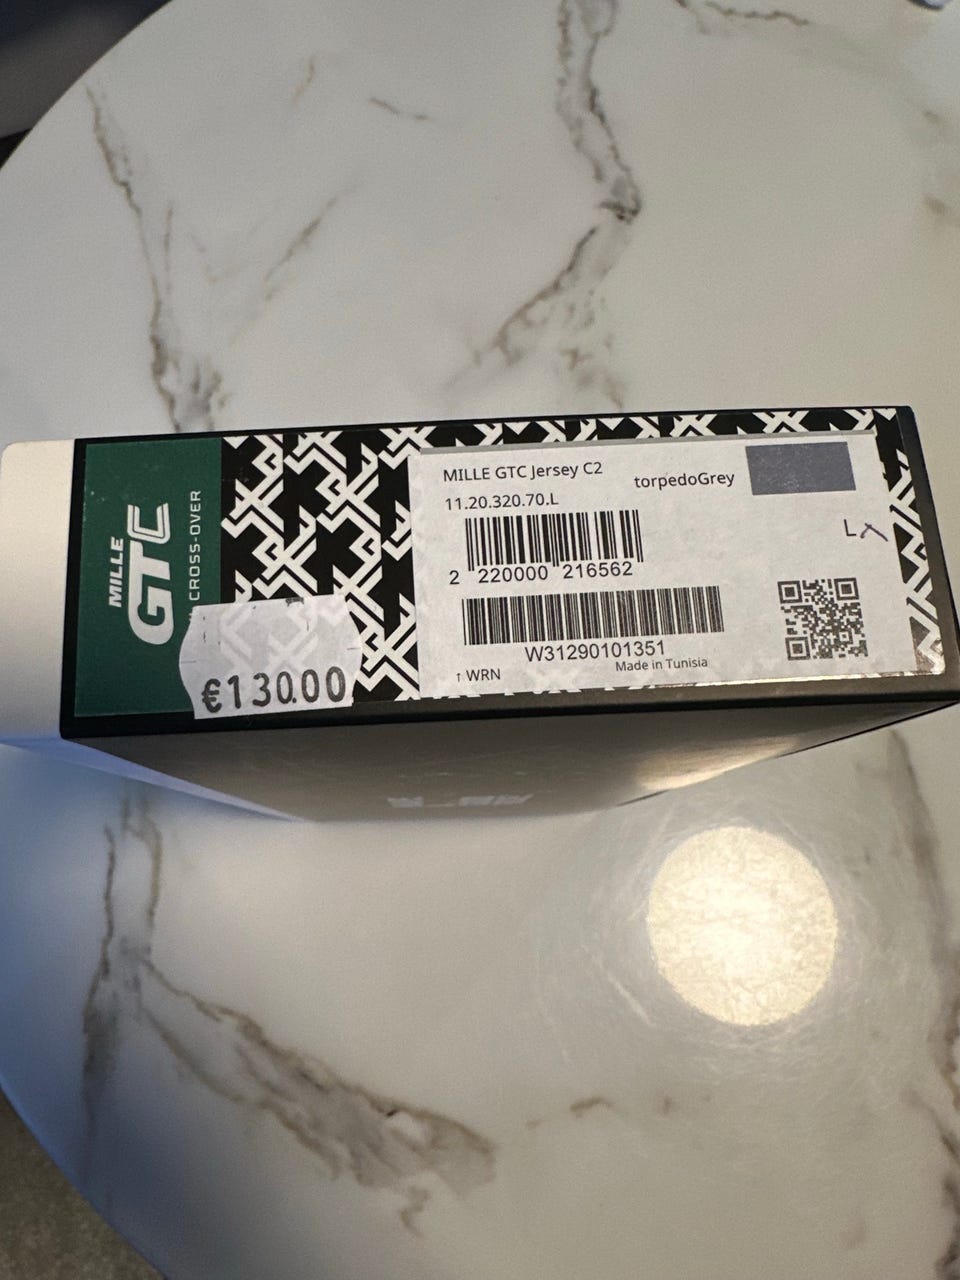 MILLE
GTC
CROSS-OVER
€130.00
MILLE GTC Jersey C2
torpedoGrey
11.20.320.70.L
L
2 220000 216562
W31290101351
↑ WRN
Made in Tunisia